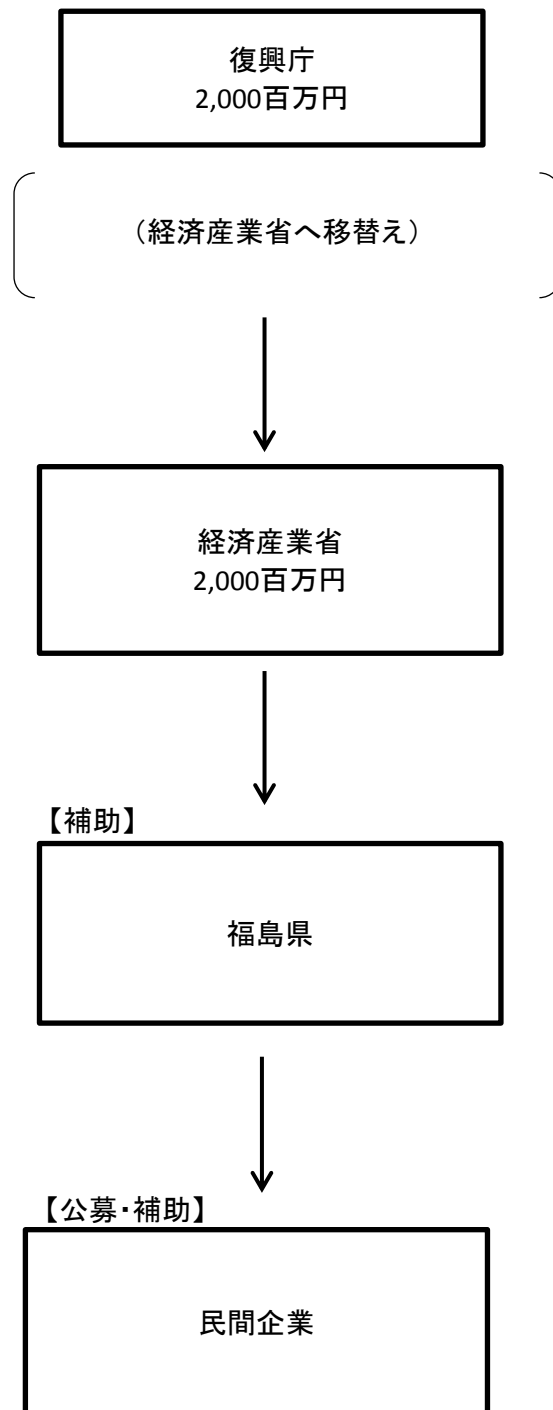 復興庁
2,000百万円
（経済産業省へ移替え）
経済産業省
2,000百万円
【補助】
福島県
【公募・補助】
民間企業